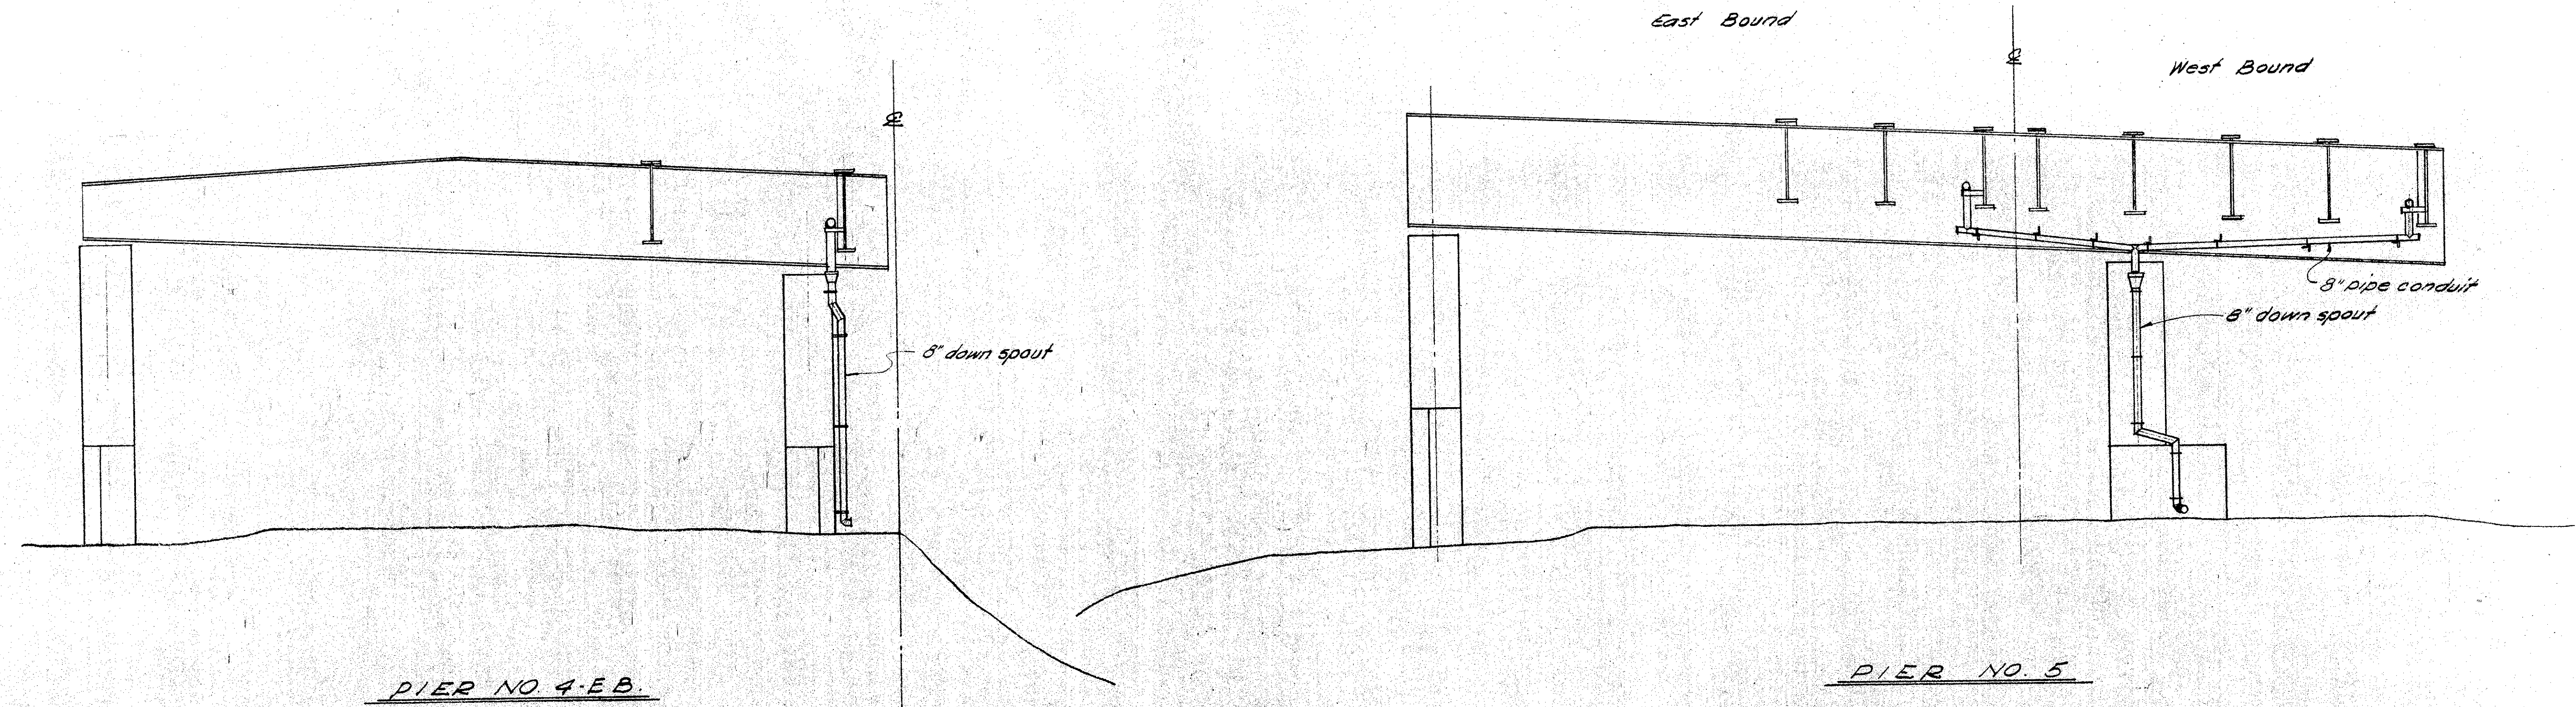 East Bound
West Bound
℄
℄
8" down spout
8" pipe conduit
8" down spout
PIER NO. 4-EB.
PIER NO. 5